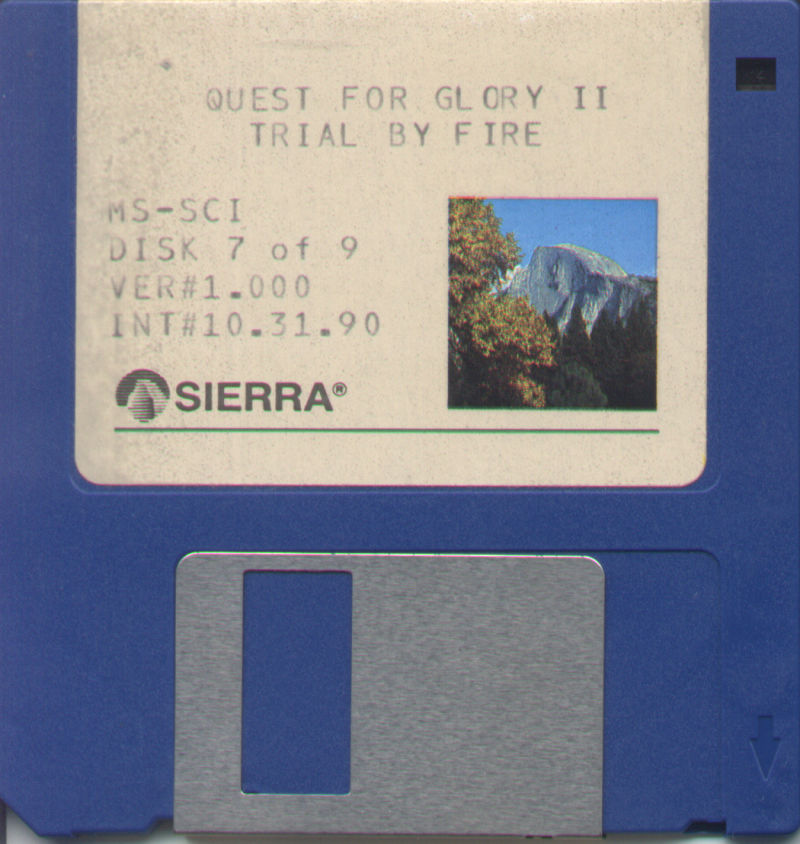 QUEST FOR GLORY II
TRIAL BY FIRE
MS-SCI
DISK 7 of 9
VER#1.000
INT#10.31.90
SIERRA®